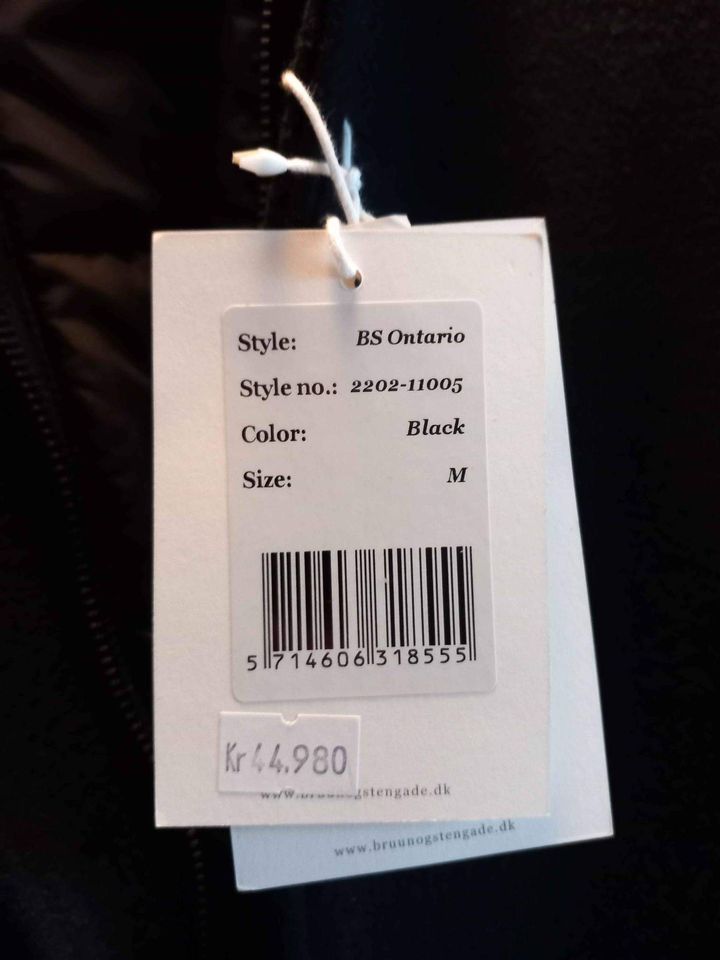 Style: BS Ontario
Style no.: 2202-11005
Color: Black
Size: M
5 714606 318555
Kr 44.980
www.bruunogstengade.dk
www.bruunogstengade.dk